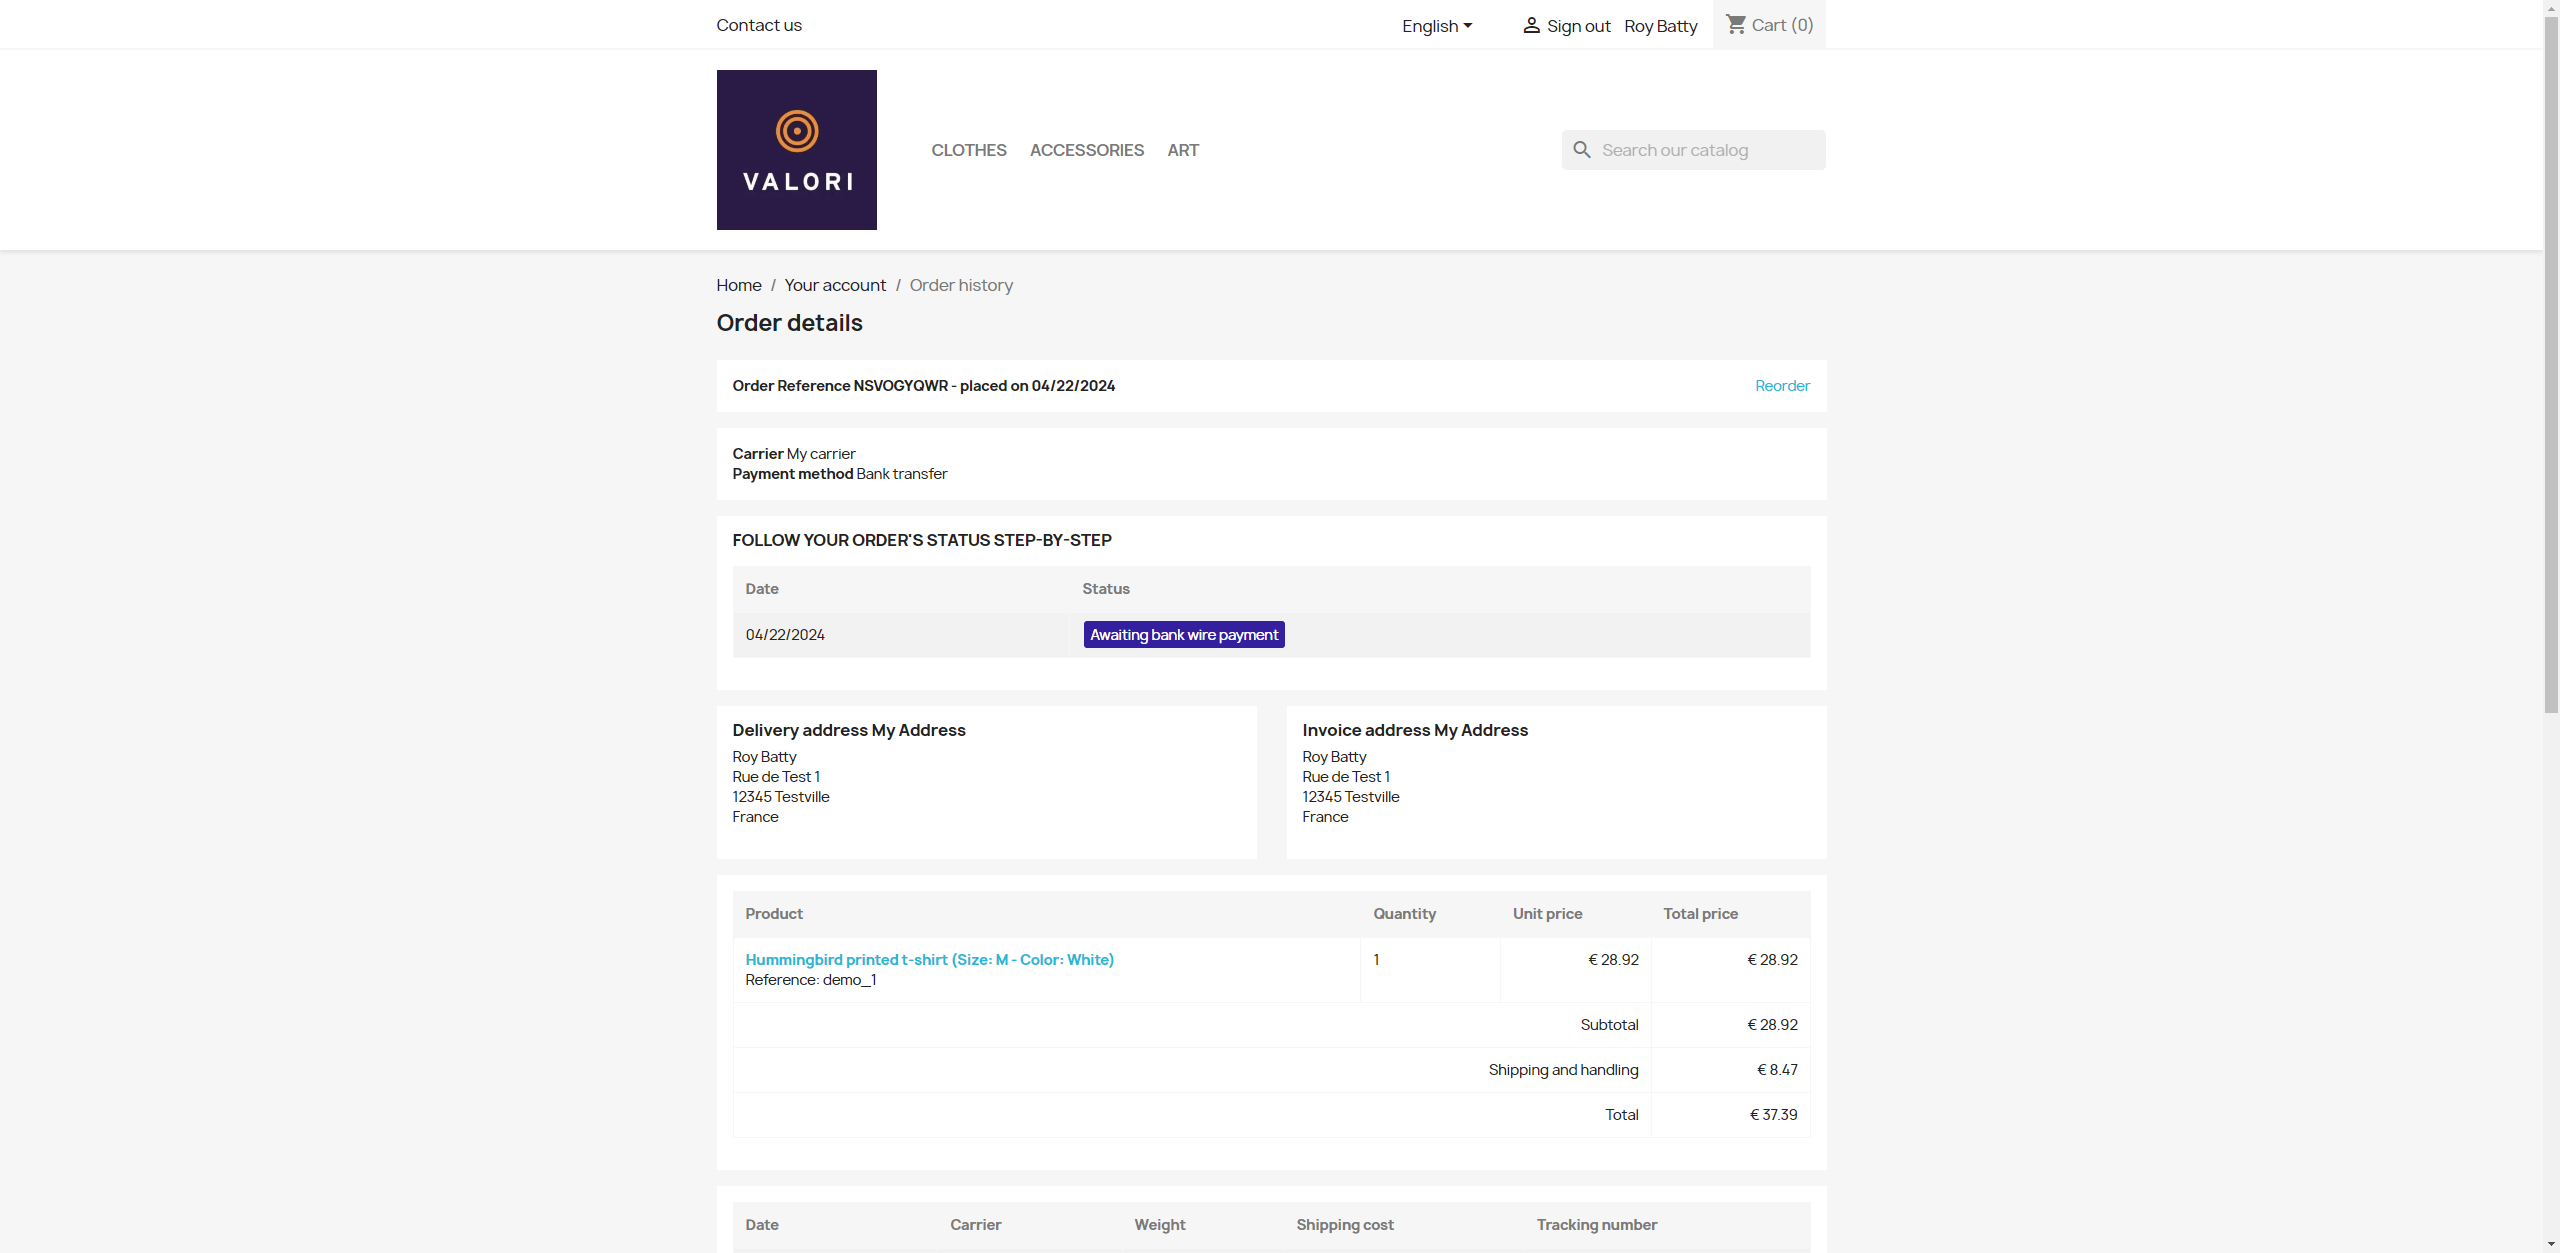 Contact us
English
Sign out
Roy Batty
Cart (0)
VALORI
CLOTHES
ACCESSORIES
ART
Search our catalog
Home / Your account / Order history
Order details
Order Reference NSVOGYQWR - placed on 04/22/2024
Reorder
Carrier My carrier
Payment method Bank transfer
FOLLOW YOUR ORDER'S STATUS STEP-BY-STEP
Date Status
04/22/2024 Awaiting bank wire payment
Delivery address My Address
Roy Batty
Rue de Test 1
12345 Testville
France
Invoice address My Address
Roy Batty
Rue de Test 1
12345 Testville
France
Product Quantity Unit price Total price
Hummingbird printed t-shirt (Size: M - Color: White) 1 € 28.92 € 28.92
Reference: demo_1
Subtotal € 28.92
Shipping and handling € 8.47
Total € 37.39
Date Carrier Weight Shipping cost Tracking number